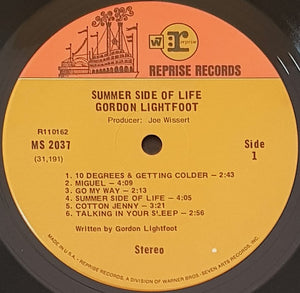 W
r
reprise
REPRISE RECORDS
SUMMER SIDE OF LIFE
GORDON LIGHTFOOT
Producer: Joe Wissert
R110162
MS 2037
(31,191)
Side
1
1. 10 DEGREES & GETTING COLDER – 2:43
2. MIGUEL – 4:09
3. GO MY WAY – 2:13
4. SUMMER SIDE OF LIFE – 4:05
5. COTTON JENNY – 3:26
6. TALKING IN YOUR SLEEP – 2:56
Written by Gordon Lightfoot
Stereo
MADE IN U.S.A. - REPRISE RECORDS, A DIVISION OF WARNER BROS. - SEVEN ARTS RECORDS, INC.